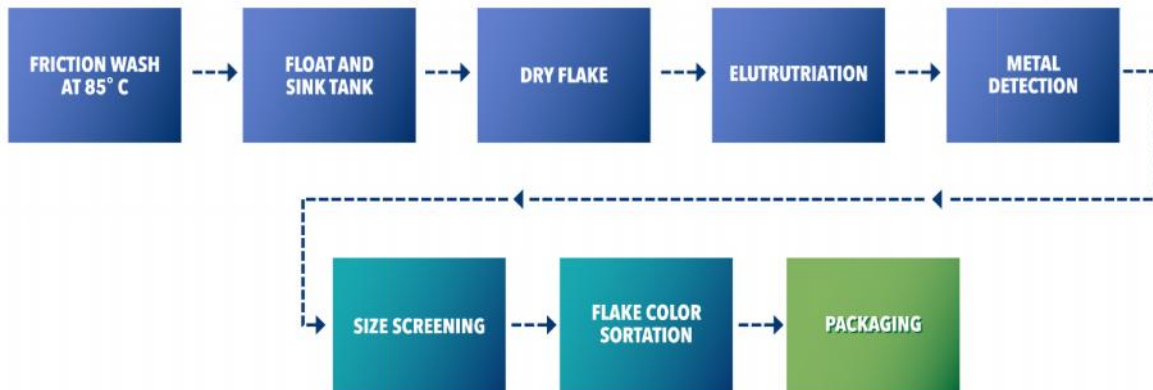 FRICTION WASH
AT 85° C
FLOAT AND
SINK TANK
DRY FLAKE
ELUTRUTRIATION
METAL
DETECTION
SIZE SCREENING
FLAKE COLOR
SORTATION
PACKAGING